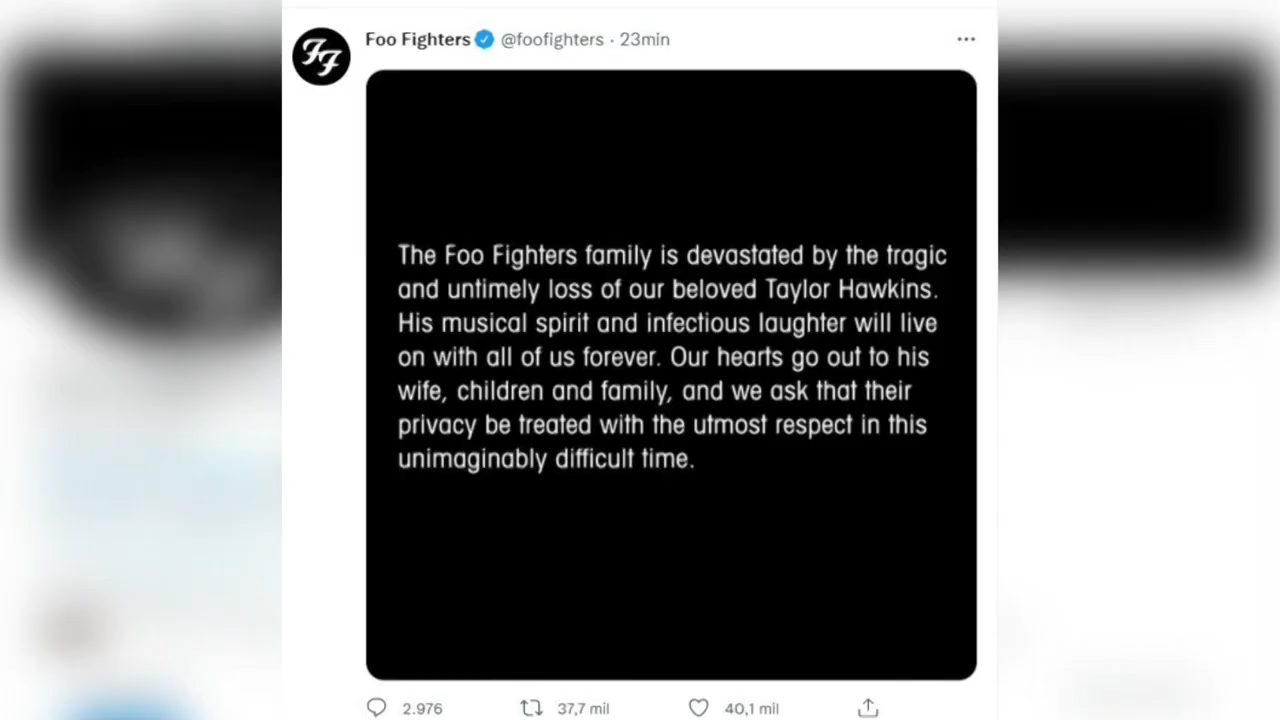 FF
Foo Fighters @foofighters · 23min
The Foo Fighters family is devastated by the tragic
and untimely loss of our beloved Taylor Hawkins.
His musical spirit and infectious laughter will live
on with all of us forever. Our hearts go out to his
wife, children and family, and we ask that their
privacy be treated with the utmost respect in this
unimaginably difficult time.
2.976 37,7 mil 40,1 mil